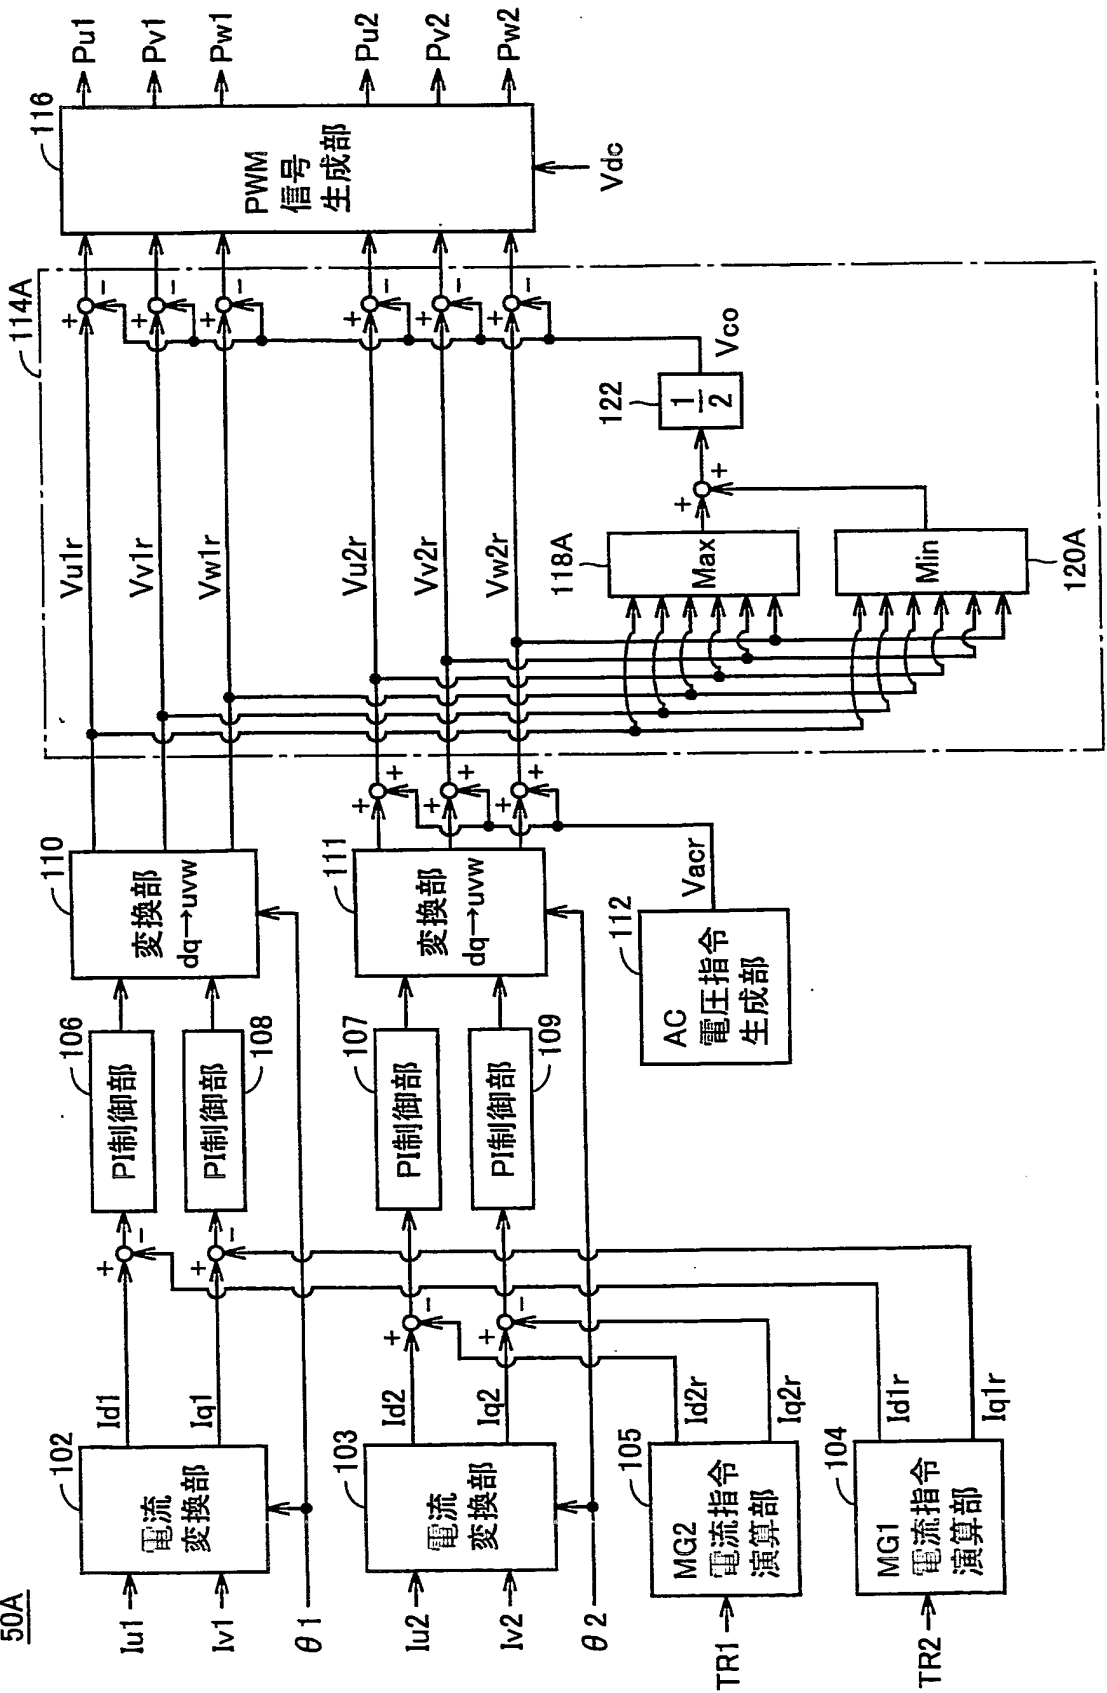 50A
Iu1
Iv1
θ1
Iu2
Iv2
θ2
TR1
TR2
102
電流
変換部
103
電流
変換部
105
MG2
電流指令
演算部
104
MG1
電流指令
演算部
Id1
Iq1
Id2
Iq2
Id2r
Iq2r
Id1r
Iq1r
+
-
+
-
+
-
+
-
106
PI制御部
108
PI制御部
107
PI制御部
109
PI制御部
110
変換部
dq→uvw
111
変換部
dq→uvw
112
AC
電圧指令
生成部
Vacr
+
+
+
+
+
+
114A
Vu1r
Vv1r
Vw1r
Vu2r
Vv2r
Vw2r
118A
Max
120A
Min
+
+
122
1
2
Vco
+
-
+
-
+
-
+
-
+
-
+
-
116
PWM
信号
生成部
Vdc
Pu1
Pv1
Pw1
Pu2
Pv2
Pw2